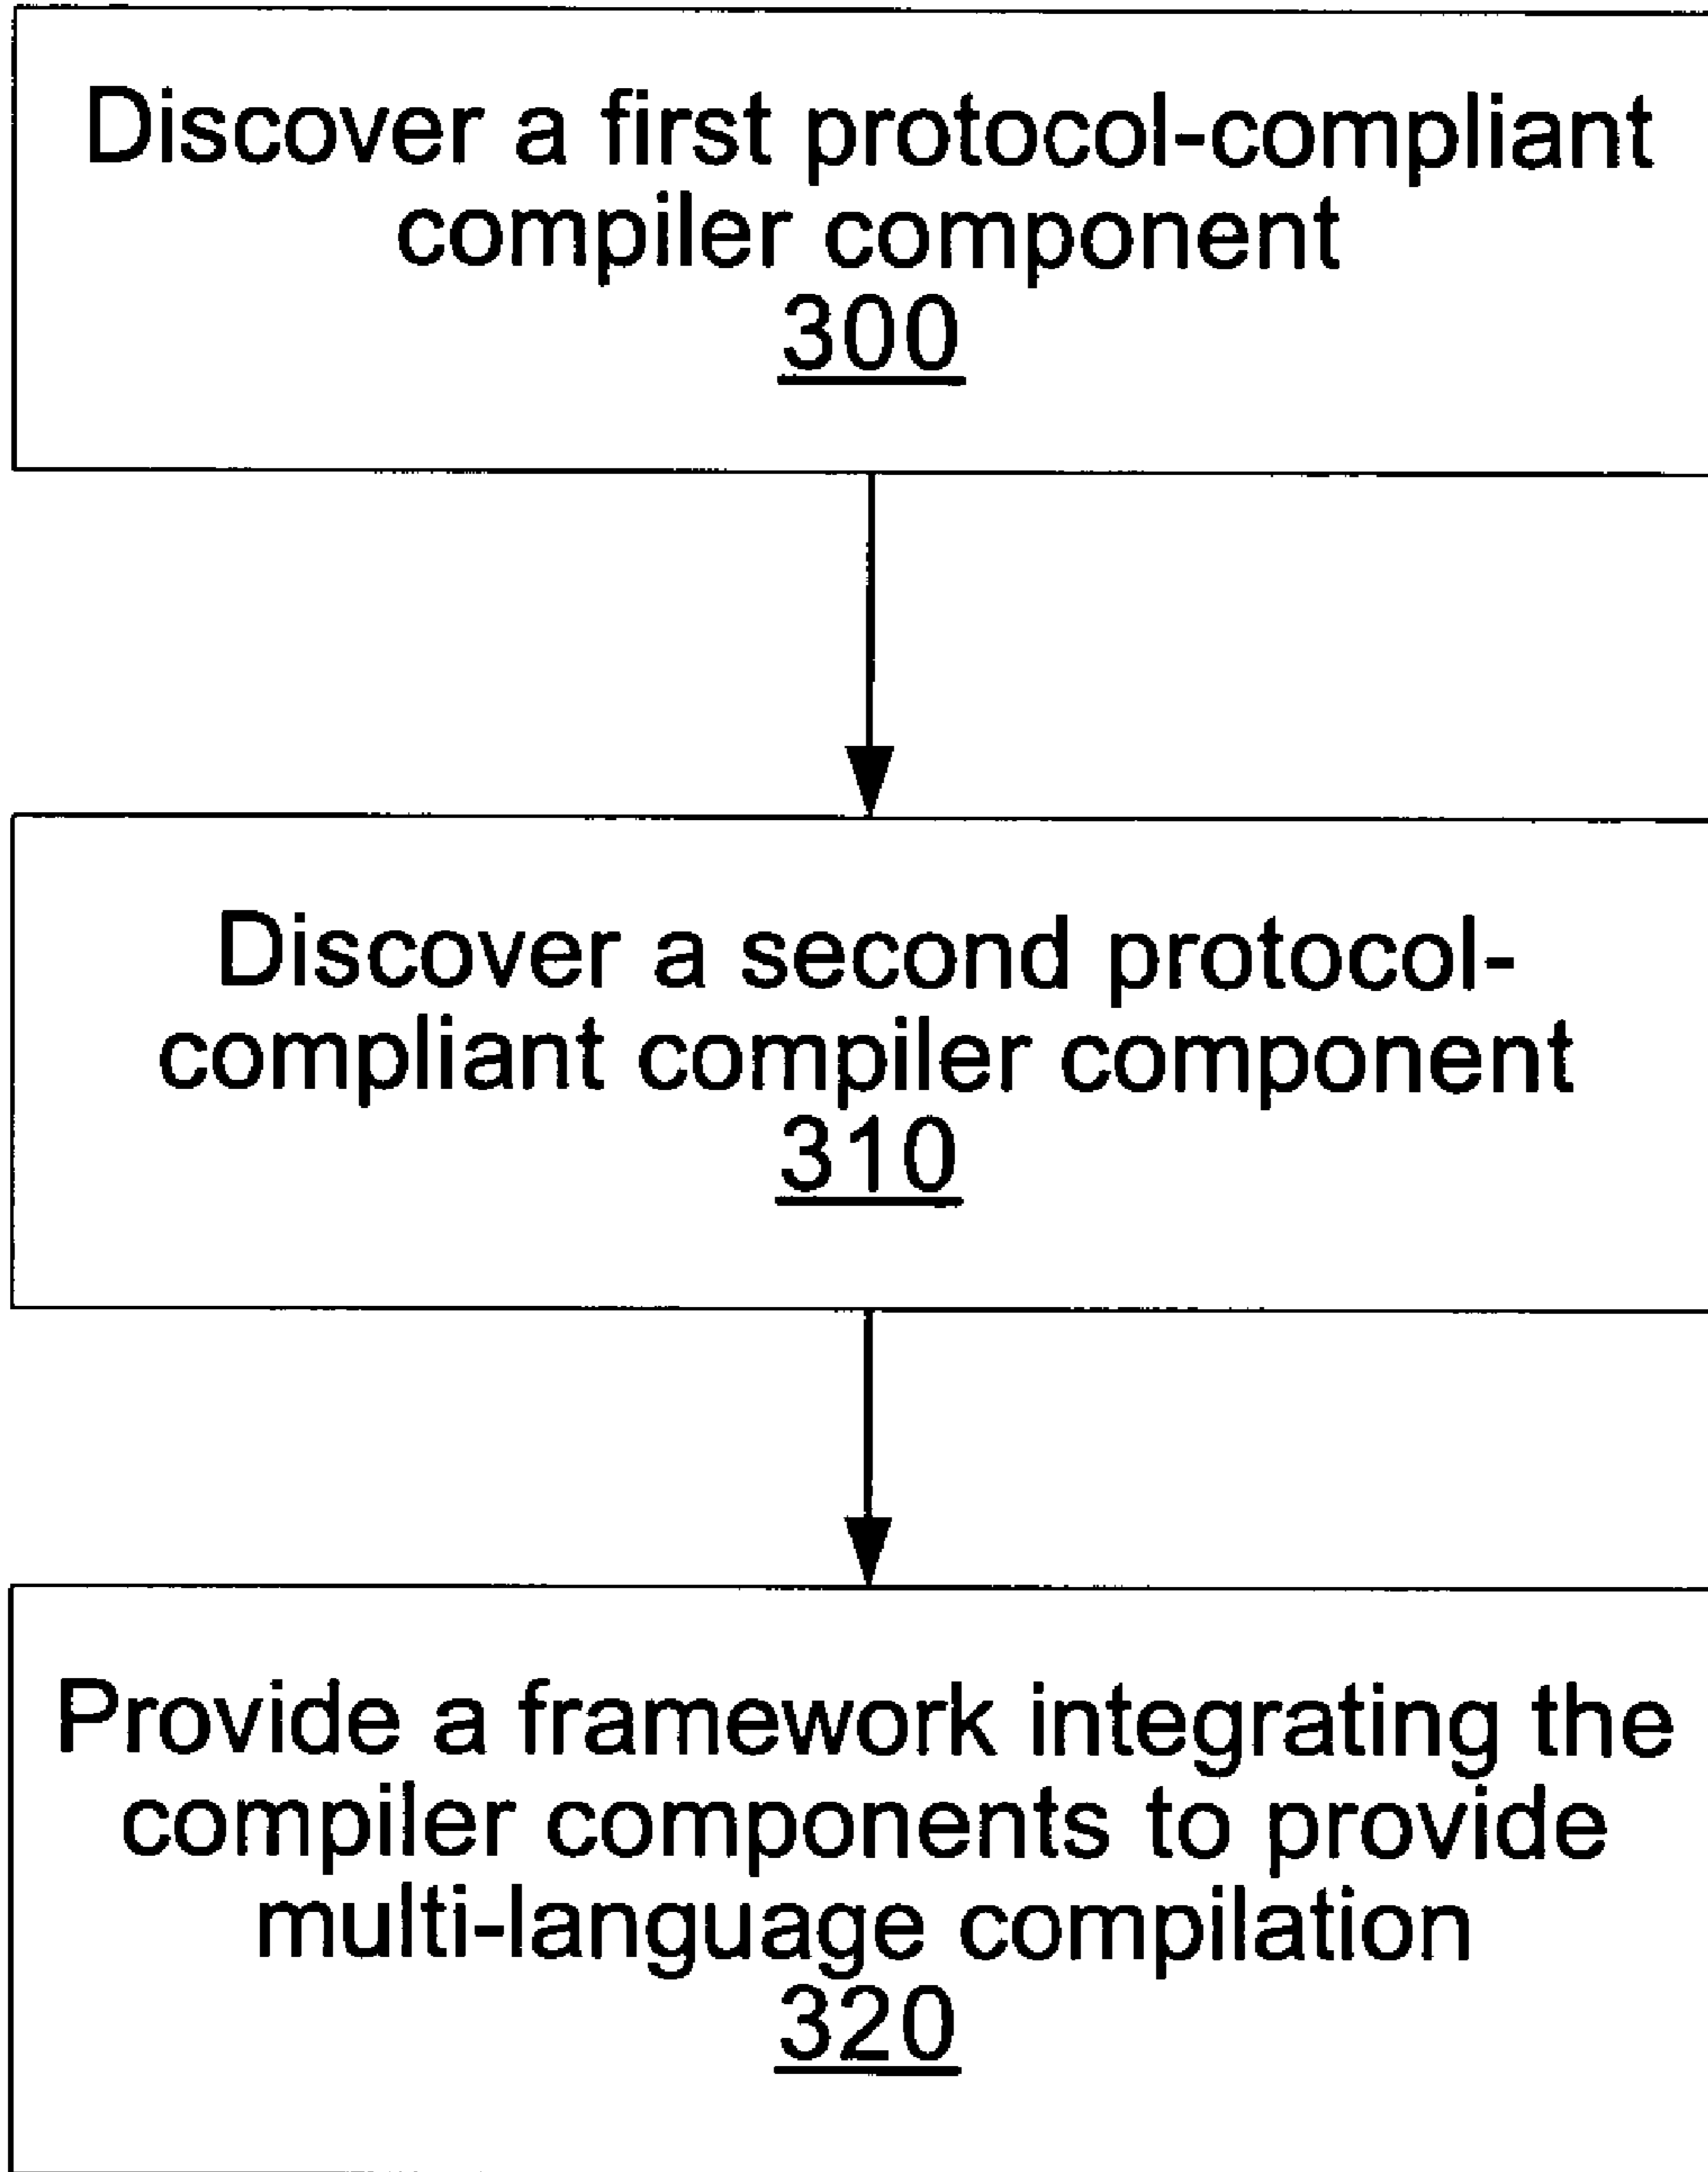 Discover a first protocol-compliant
compiler component
300
Discover a second protocol-
compliant compiler component
310
Provide a framework integrating the
compiler components to provide
multi-language compilation
320